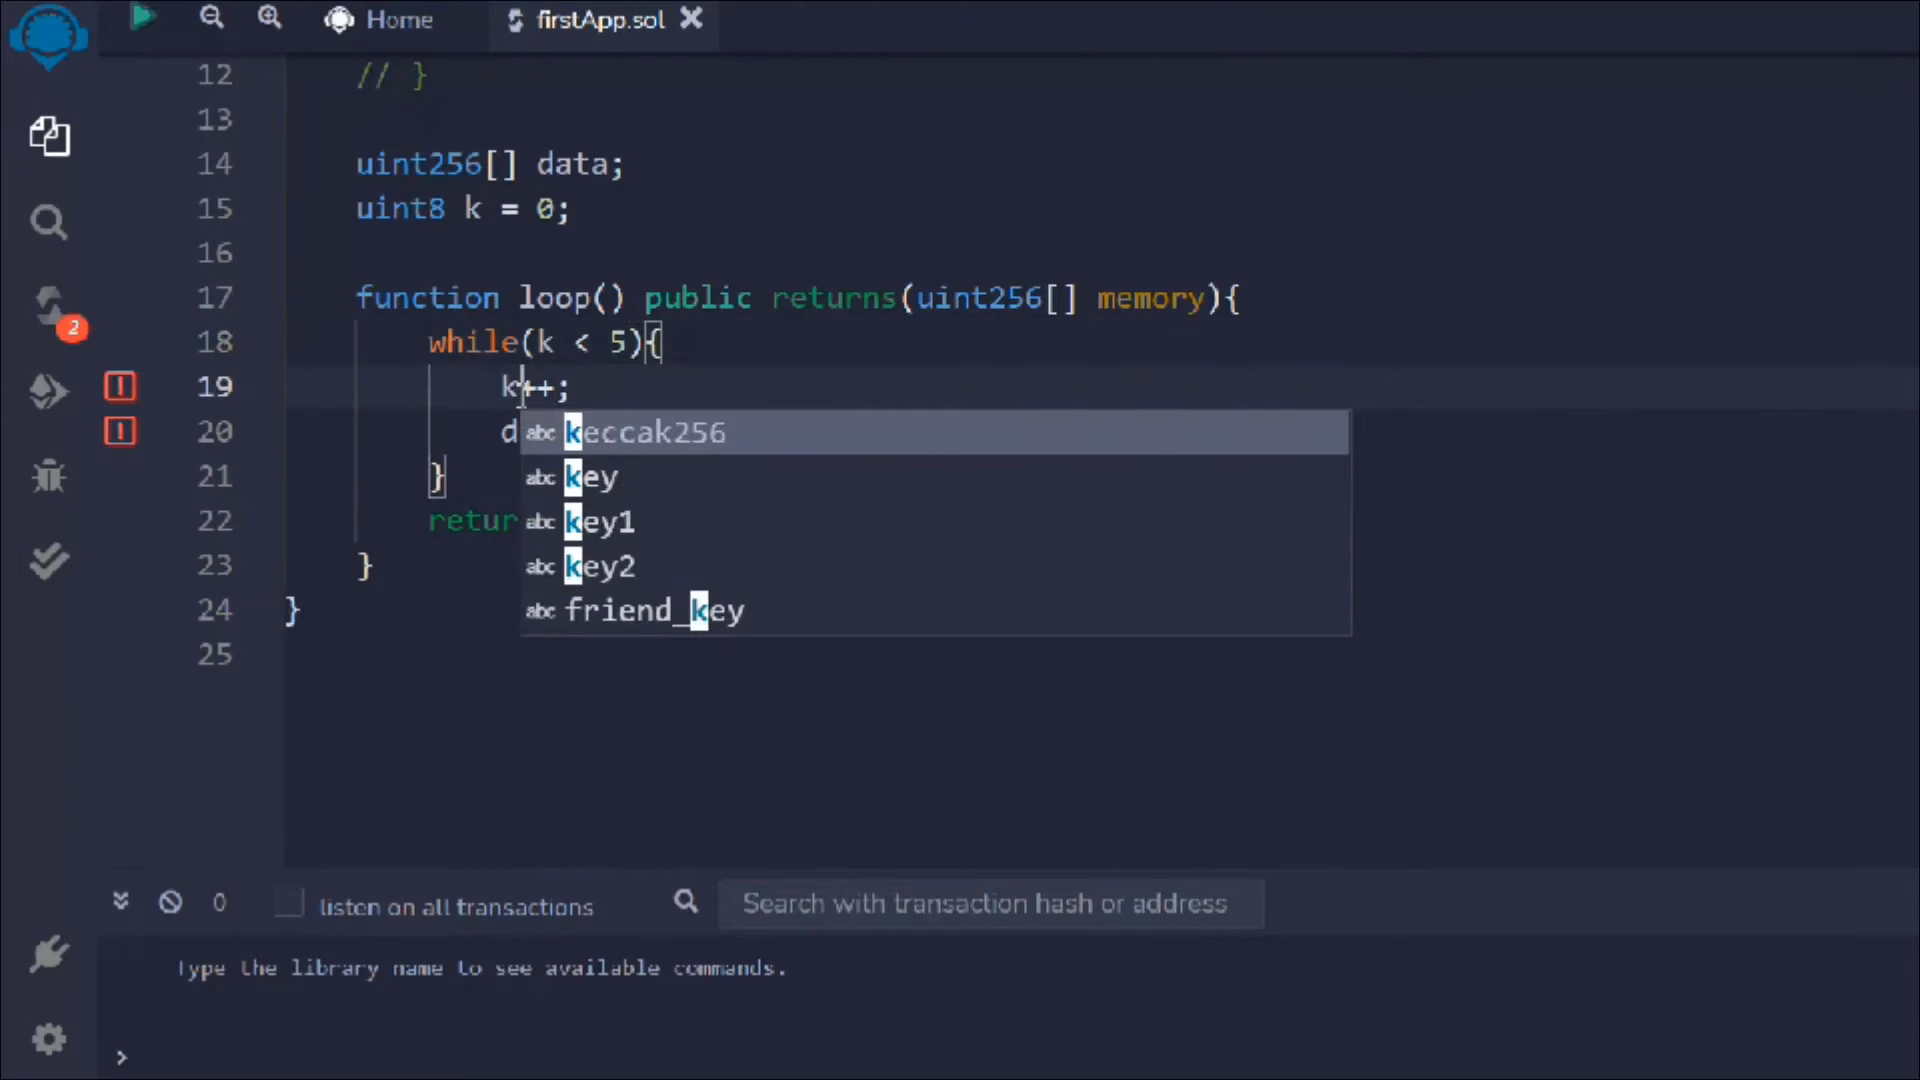 Home firstApp.sol
12 // }
13
14 uint256[] data;
15 uint8 k = 0;
16
17 function loop() public returns(uint256[] memory){
18 while(k < 5){
19 k++;
20 d
abc keccak256
21 }
abc key
22 retur
abc key1
23 }
abc key2
24 }
abc friend_key
25
2
0 listen on all transactions Search with transaction hash or address
Type the library name to see available commands.
>